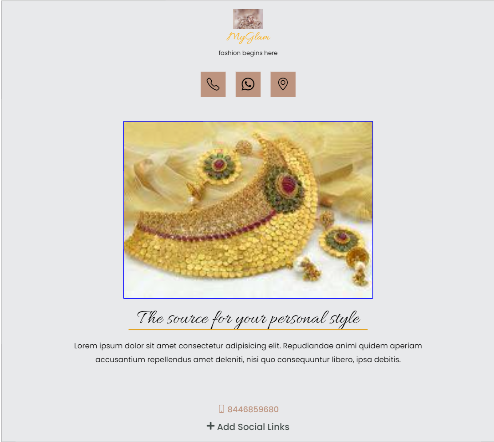 MyGlam
fashion begins here
The source for your personal style
Lorem ipsum dolor sit amet consectetur adipisicing elit. Repudiandae animi quidem aperiam
accusantium repellendus amet deleniti, nisi quo consequuntur libero, ipsa debitis.
8446859680
+ Add Social Links